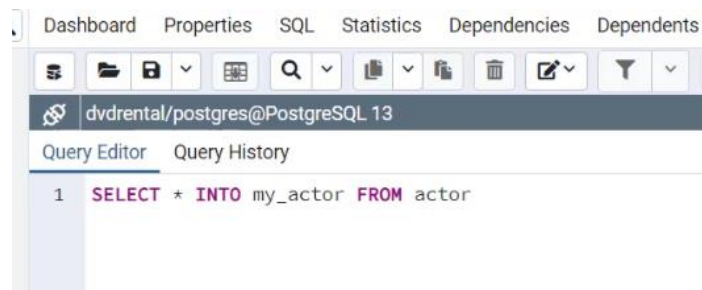 Dashboard Properties SQL Statistics Dependencies Dependents
dvdrental/postgres@PostgreSQL 13
Query Editor Query History
1 SELECT * INTO my_actor FROM actor